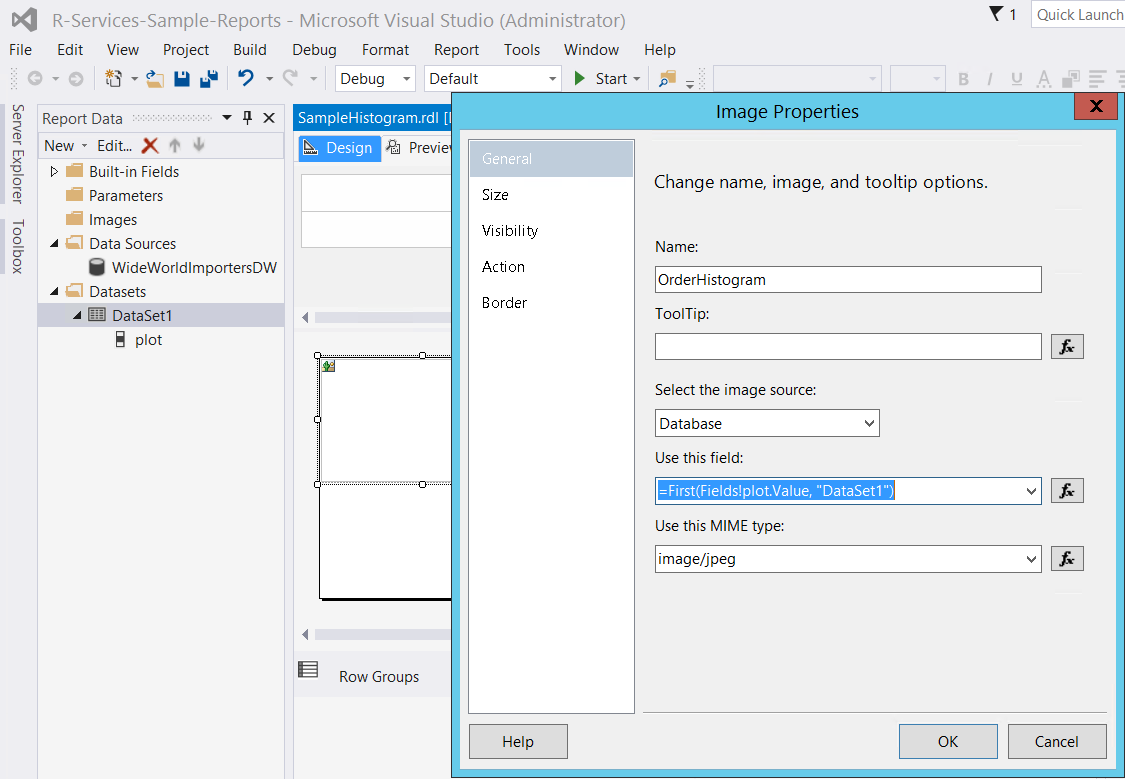 R-Services-Sample-Reports - Microsoft Visual Studio (Administrator)
1
Quick Launch
File Edit View Project Build Debug Format Report Tools Window Help
Debug
Default
Start
B I U A
Server Explorer
Toolbox
Report Data
New Edit...
Built-in Fields
Parameters
Images
Data Sources
WideWorldImportersDW
Datasets
DataSet1
plot
SampleHistogram.rdl [
Design
Preview
Row Groups
Image Properties
X
General
Size
Visibility
Action
Border
Change name, image, and tooltip options.
Name:
OrderHistogram
ToolTip:
fx
Select the image source:
Database
Use this field:
=First(Fields!plot.Value, "DataSet1")
fx
Use this MIME type:
image/jpeg
fx
Help
OK
Cancel